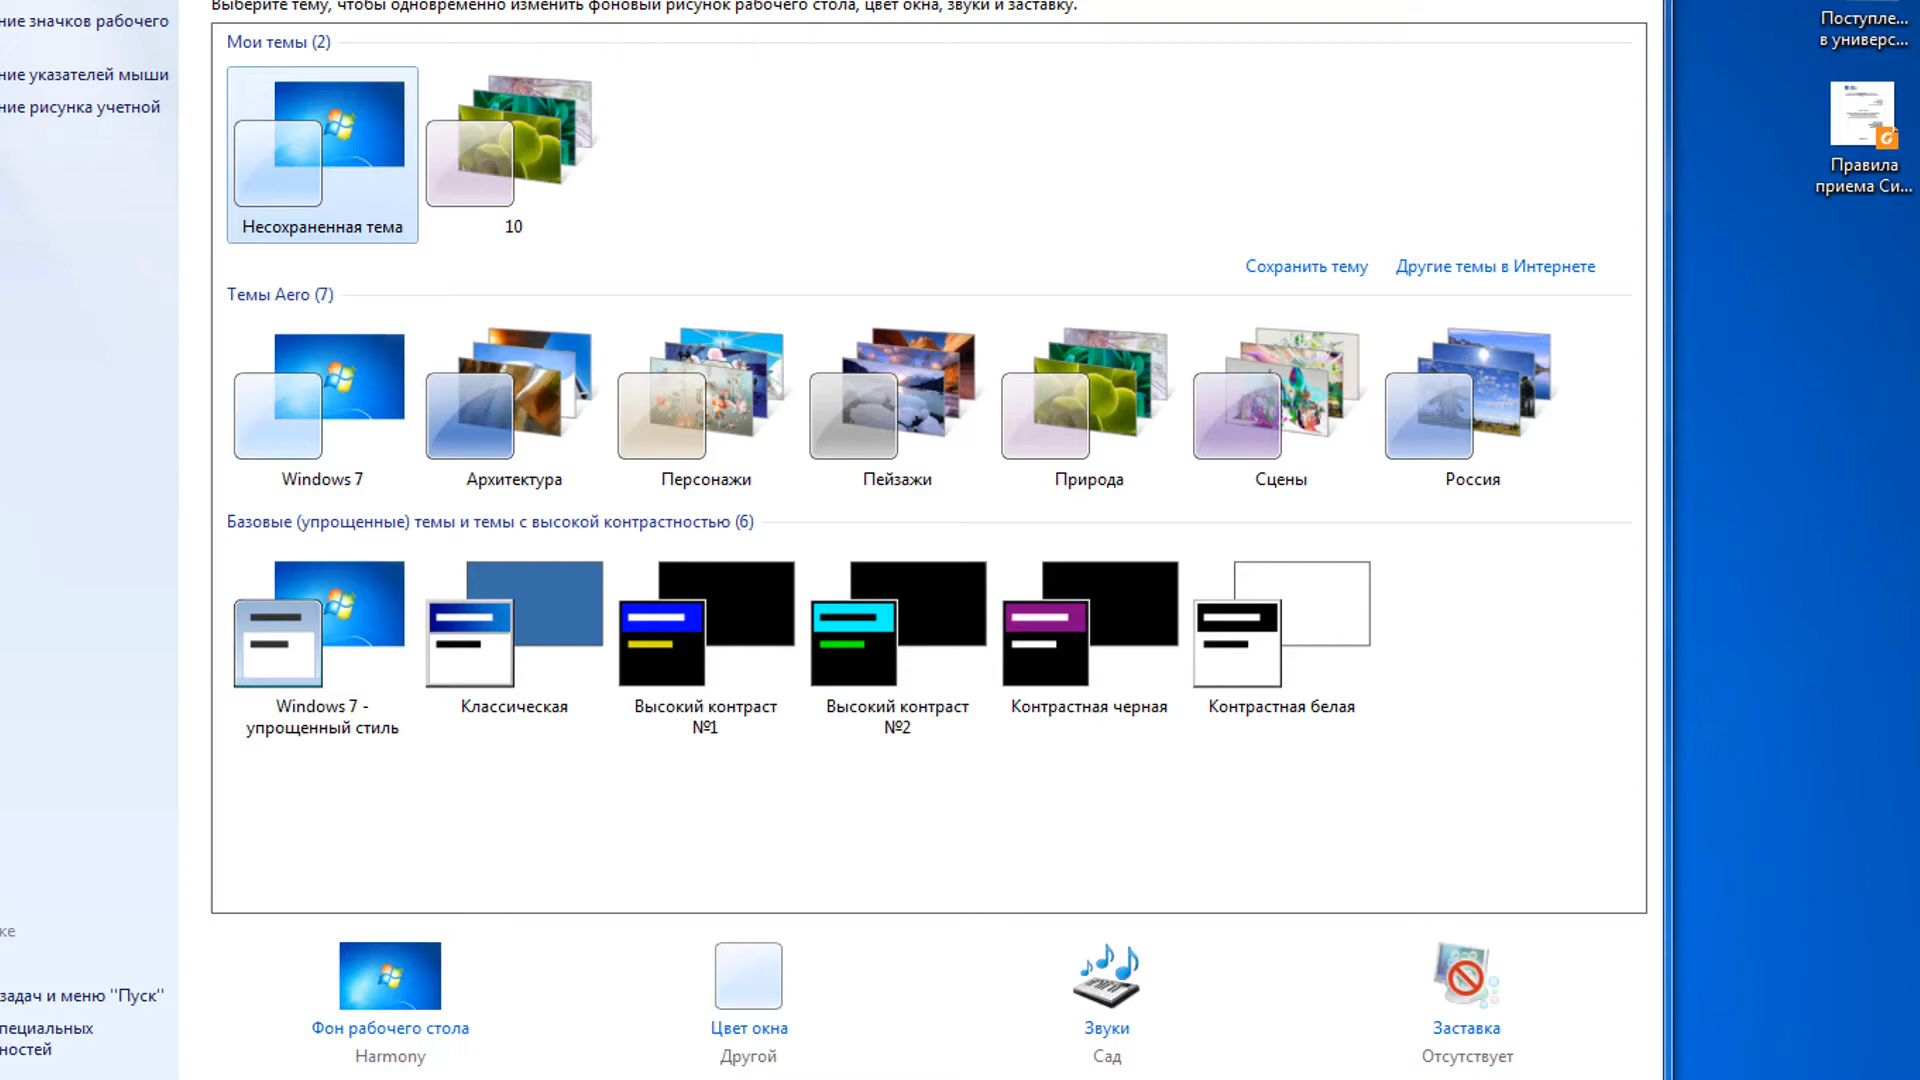 Выберите тему, чтобы одновременно изменить фоновый рисунок рабочего стола, цвет окна, звуки и заставку.
ние значков рабочего
ние указателей мыши
ние рисунка учетной
Мои темы (2)
Несохраненная тема
10
Сохранить тему
Другие темы в Интернете
Темы Aero (7)
Windows 7
Архитектура
Персонажи
Пейзажи
Природа
Сцены
Россия
Базовые (упрощенные) темы и темы с высокой контрастностью (6)
Windows 7 -
упрощенный стиль
Классическая
Высокий контраст
№1
Высокий контраст
№2
Контрастная черная
Контрастная белая
ке
задач и меню "Пуск"
пециальных
ностей
Фон рабочего стола
Harmony
Цвет окна
Другой
Звуки
Сад
Заставка
Отсутствует
Поступле...
в универс...
Правила
приема Си...